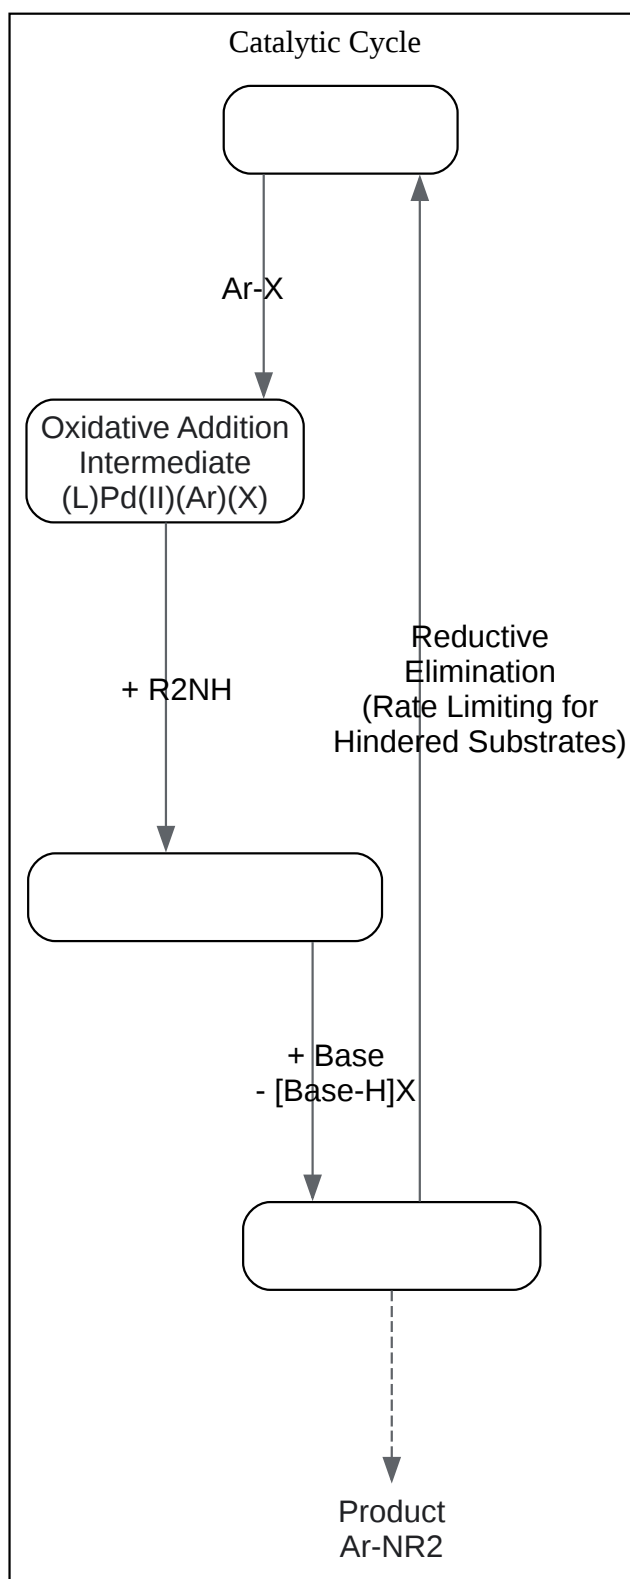 Catalytic Cycle
Ar-X
Oxidative Addition
Intermediate
(L)Pd(II)(Ar)(X)
Reductive
Elimination
(Rate Limiting for
Hindered Substrates)
+ R2NH
+ Base
- [Base-H]X
Product
Ar-NR2